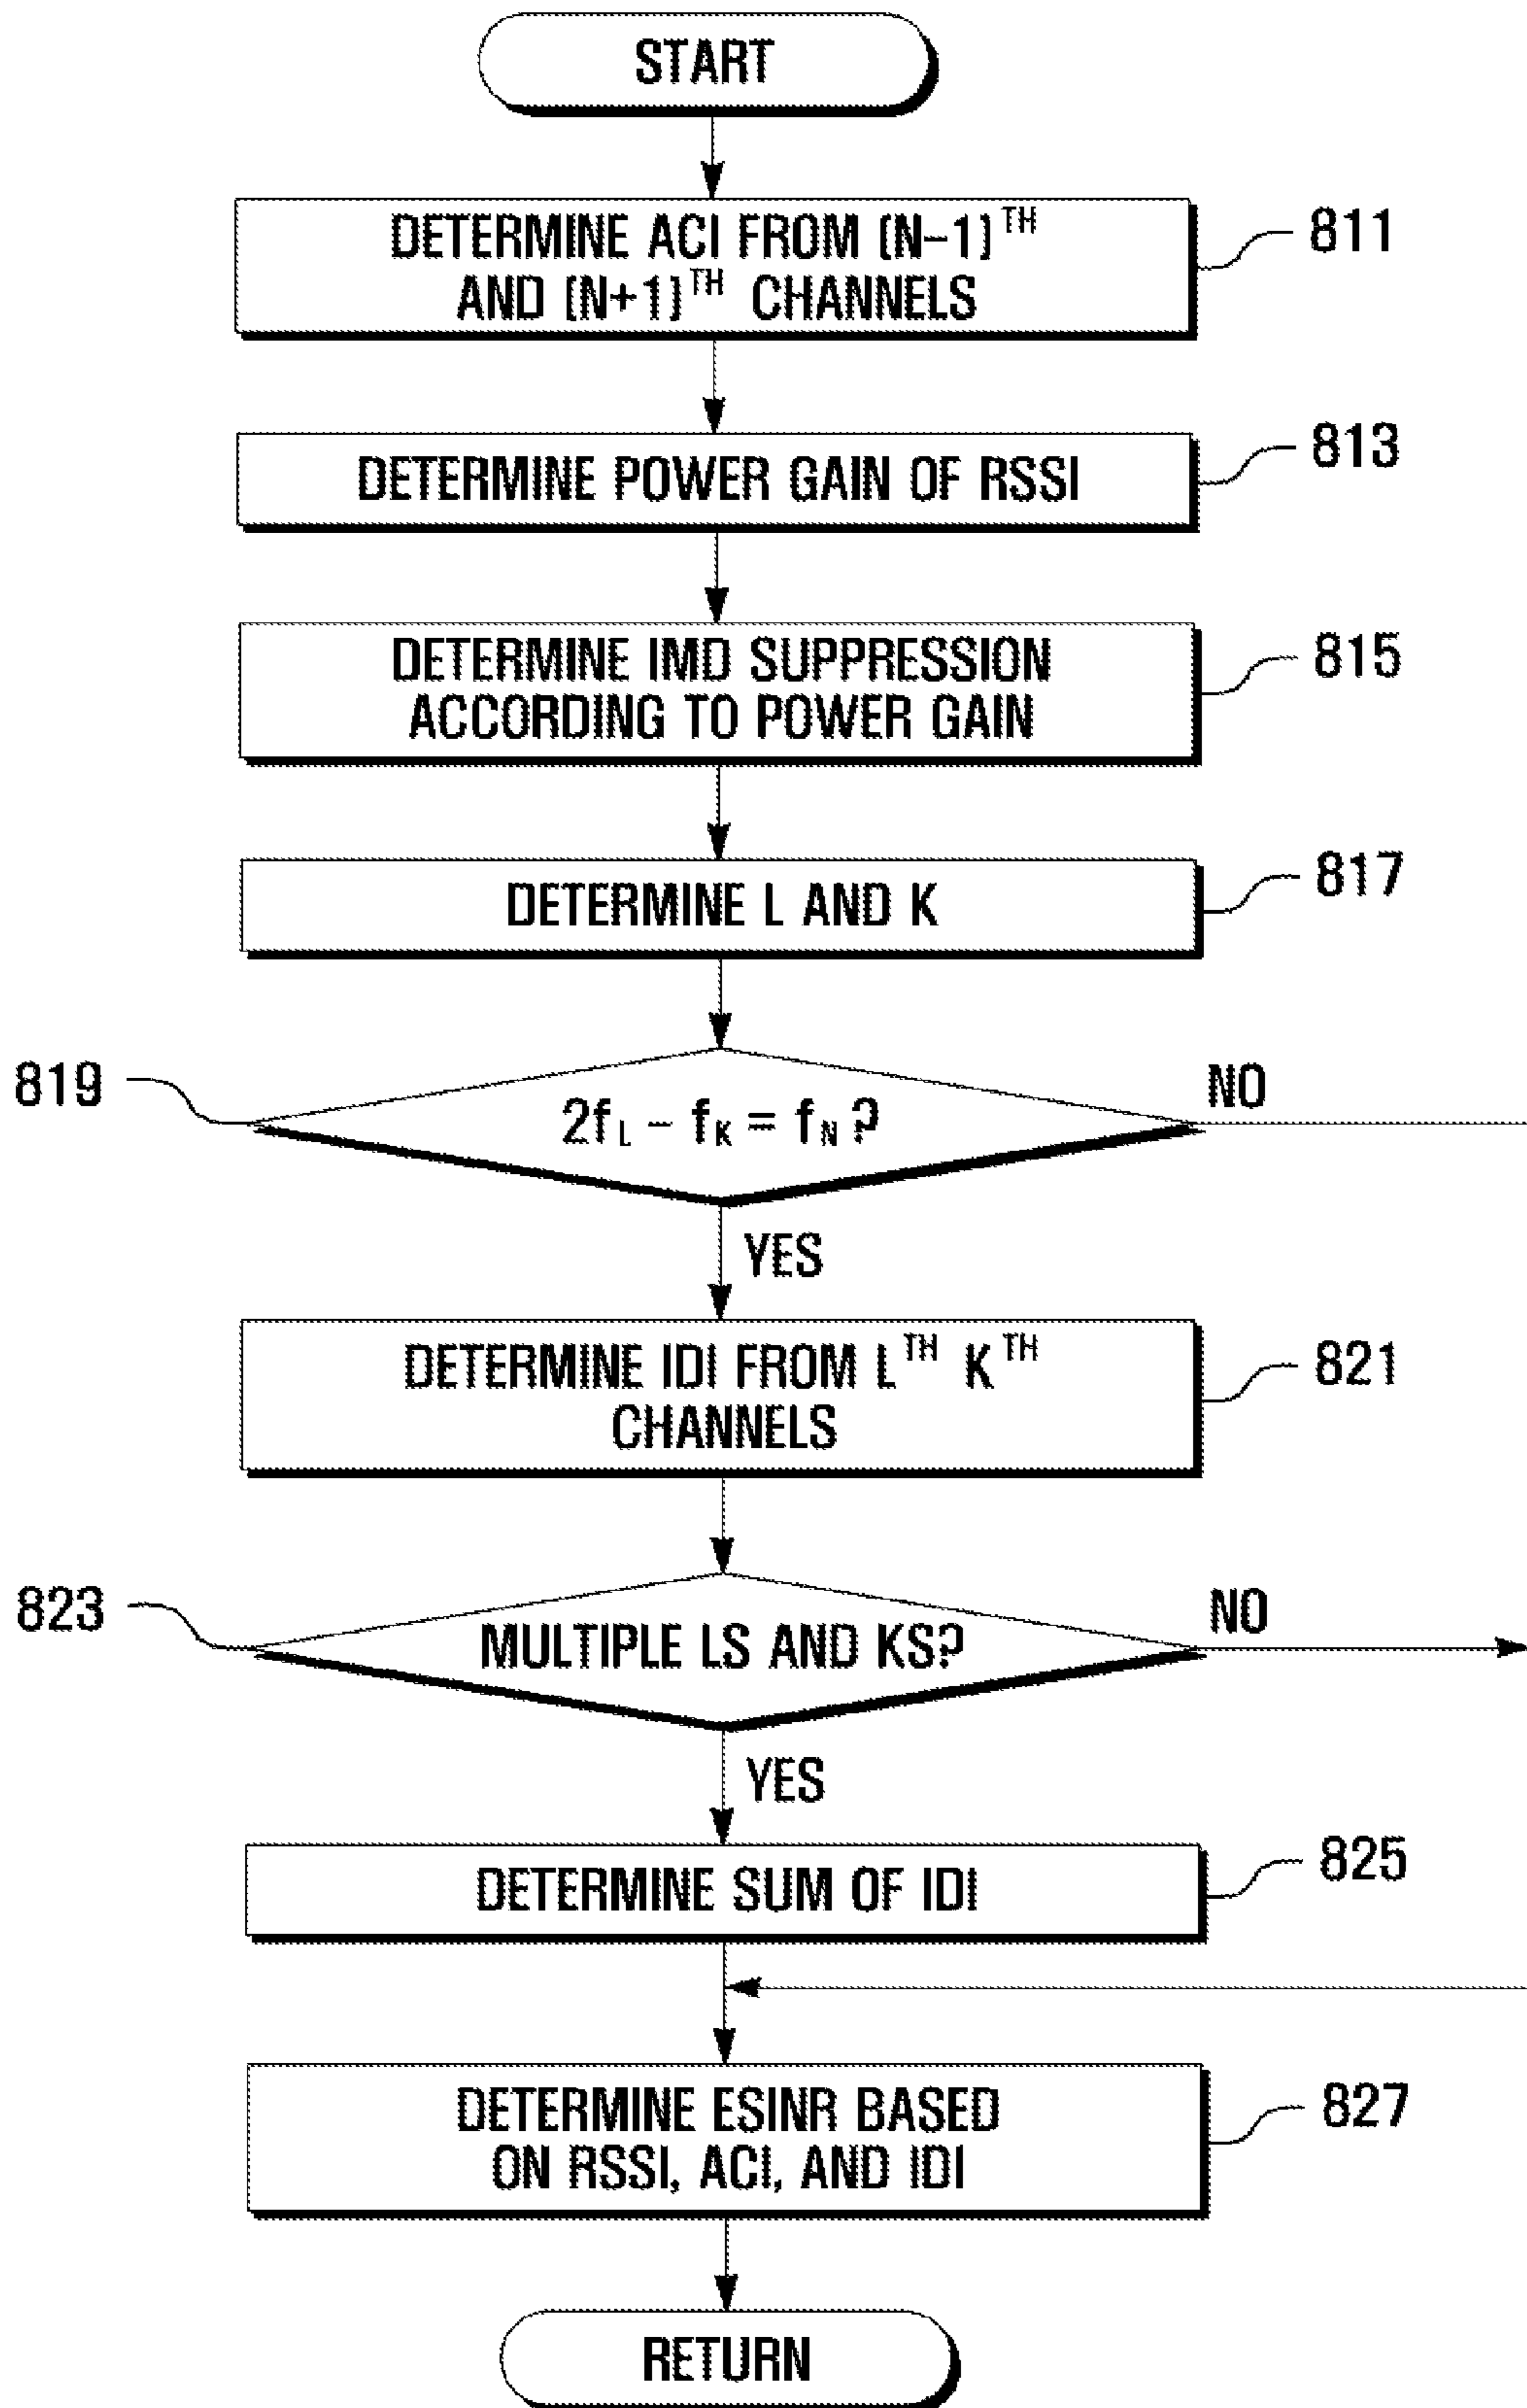 START
DETERMINE ACI FROM (N-1)TH
AND (N+1)TH CHANNELS
811
DETERMINE POWER GAIN OF RSSI
813
DETERMINE IMD SUPPRESSION
ACCORDING TO POWER GAIN
815
DETERMINE L AND K
817
819
2fL - fK = fN ?
NO
YES
DETERMINE IDI FROM LTH KTH
CHANNELS
821
823
MULTIPLE LS AND KS?
NO
YES
DETERMINE SUM OF IDI
825
DETERMINE ESINR BASED
ON RSSI, ACI, AND IDI
827
RETURN